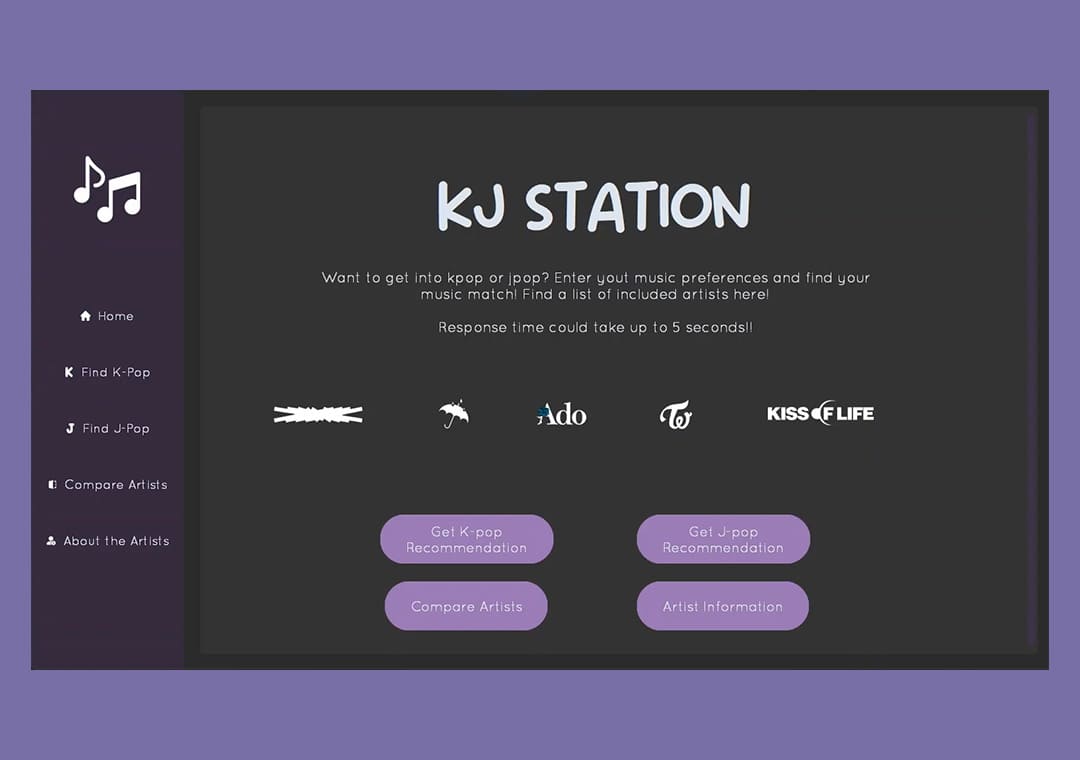 KJ STATION
Want to get into kpop or jpop? Enter yout music preferences and find your
music match! Find a list of included artists here!
Response time could take up to 5 seconds!!
Home
K Find K-Pop
J Find J-Pop
Compare Artists
About the Artists
Ado
KISS OF LIFE
Get K-pop
Recommendation
Get J-pop
Recommendation
Compare Artists
Artist Information